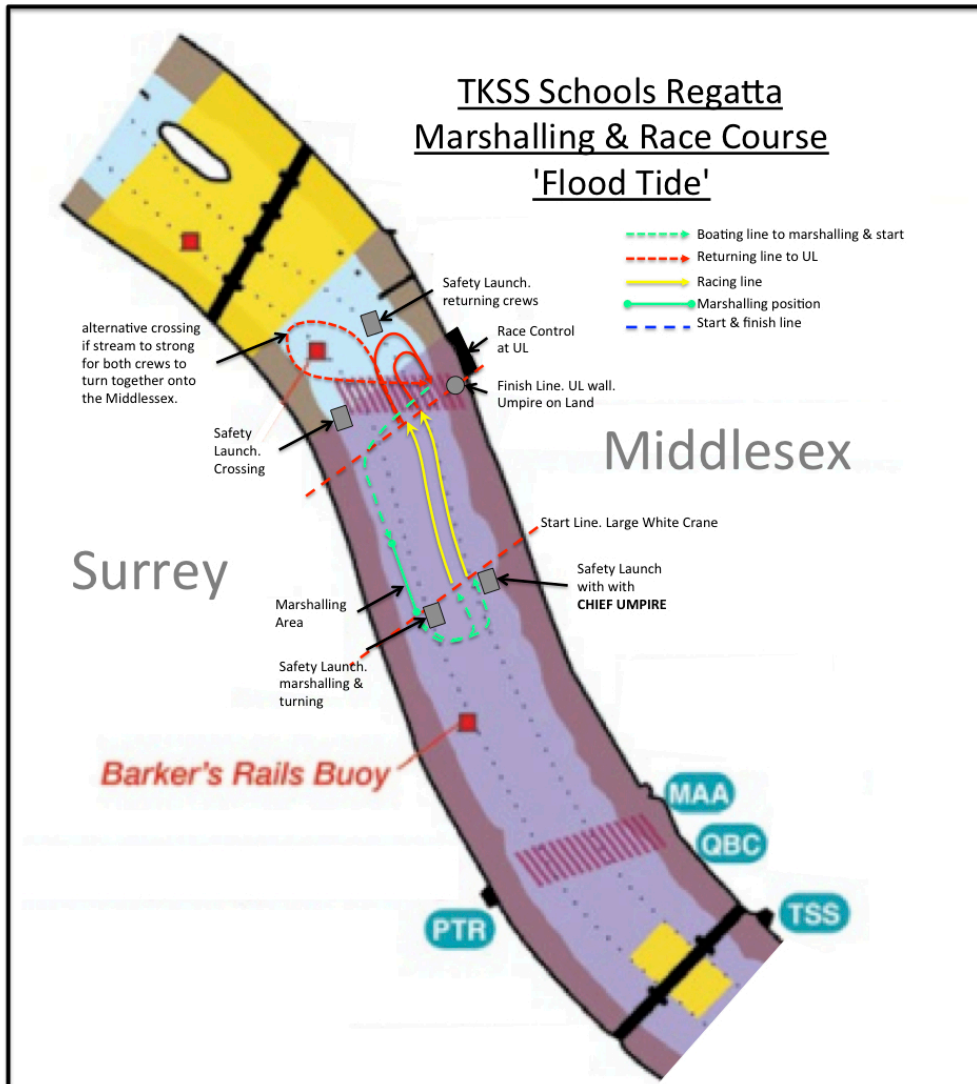 TKSS Schools Regatta
Marshalling & Race Course
'Flood Tide'
Boating line to marshalling & start
Returning line to UL
Racing line
Marshalling position
Start & finish line
Safety Launch.
returning crews
Race Control
at UL
alternative crossing
if stream to strong
for both crews to
turn together onto
the Middlessex.
Finish Line. UL wall.
Umpire on Land
Safety
Launch.
Crossing
Middlesex
Start Line. Large White Crane
Surrey
Safety Launch
with with
CHIEF UMPIRE
Marshalling
Area
Safety Launch.
marshalling &
turning
Barker's Rails Buoy
MAA
QBC
TSS
PTR